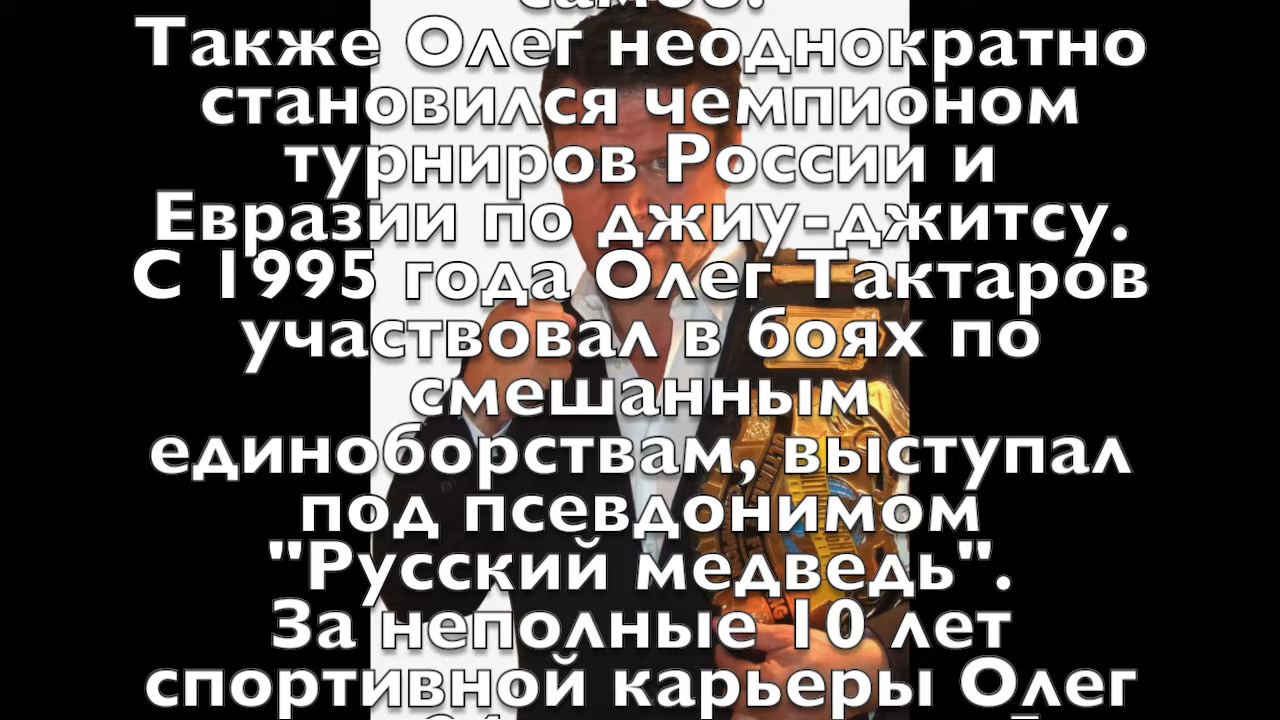 самбо.
Также Олег неоднократно
становился чемпионом
турниров России и
Евразии по джиу-джитсу.
С 1995 года Олег Тактаров
участвовал в боях по
смешанным
единоборствам, выступал
под псевдонимом
"Русский медведь".
За неполные 10 лет
спортивной карьеры Олег